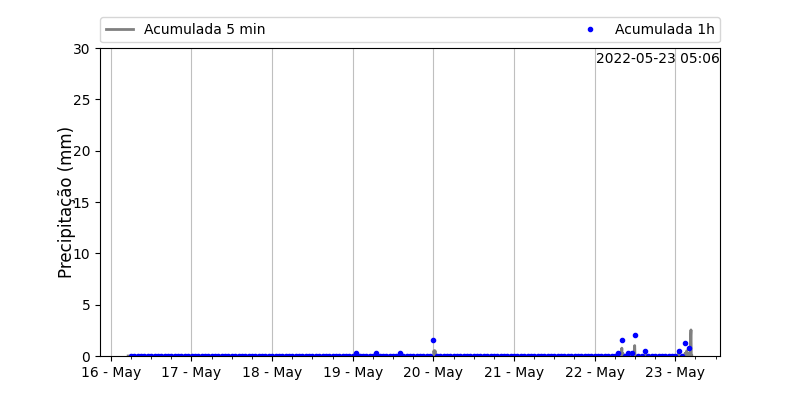 Acumulada 5 min
Acumulada 1h
2022-05-23 05:06
Precipitação (mm)
30
25
20
15
10
5
0
16 - May 17 - May 18 - May 19 - May 20 - May 21 - May 22 - May 23 - May